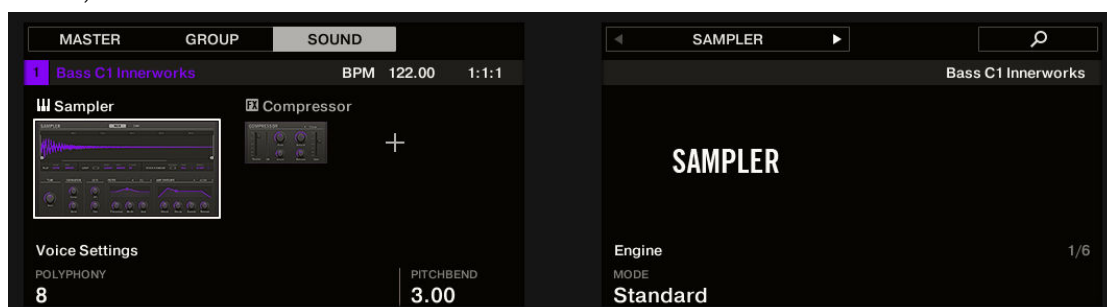 MASTER GROUP SOUND
1 Bass C1 Innerworks BPM 122.00 1:1:1
Sampler
FX Compressor
+
Voice Settings
POLYPHONY PITCHBEND
8 3.00
SAMPLER
Bass C1 Innerworks
SAMPLER
Engine 1/6
MODE
Standard